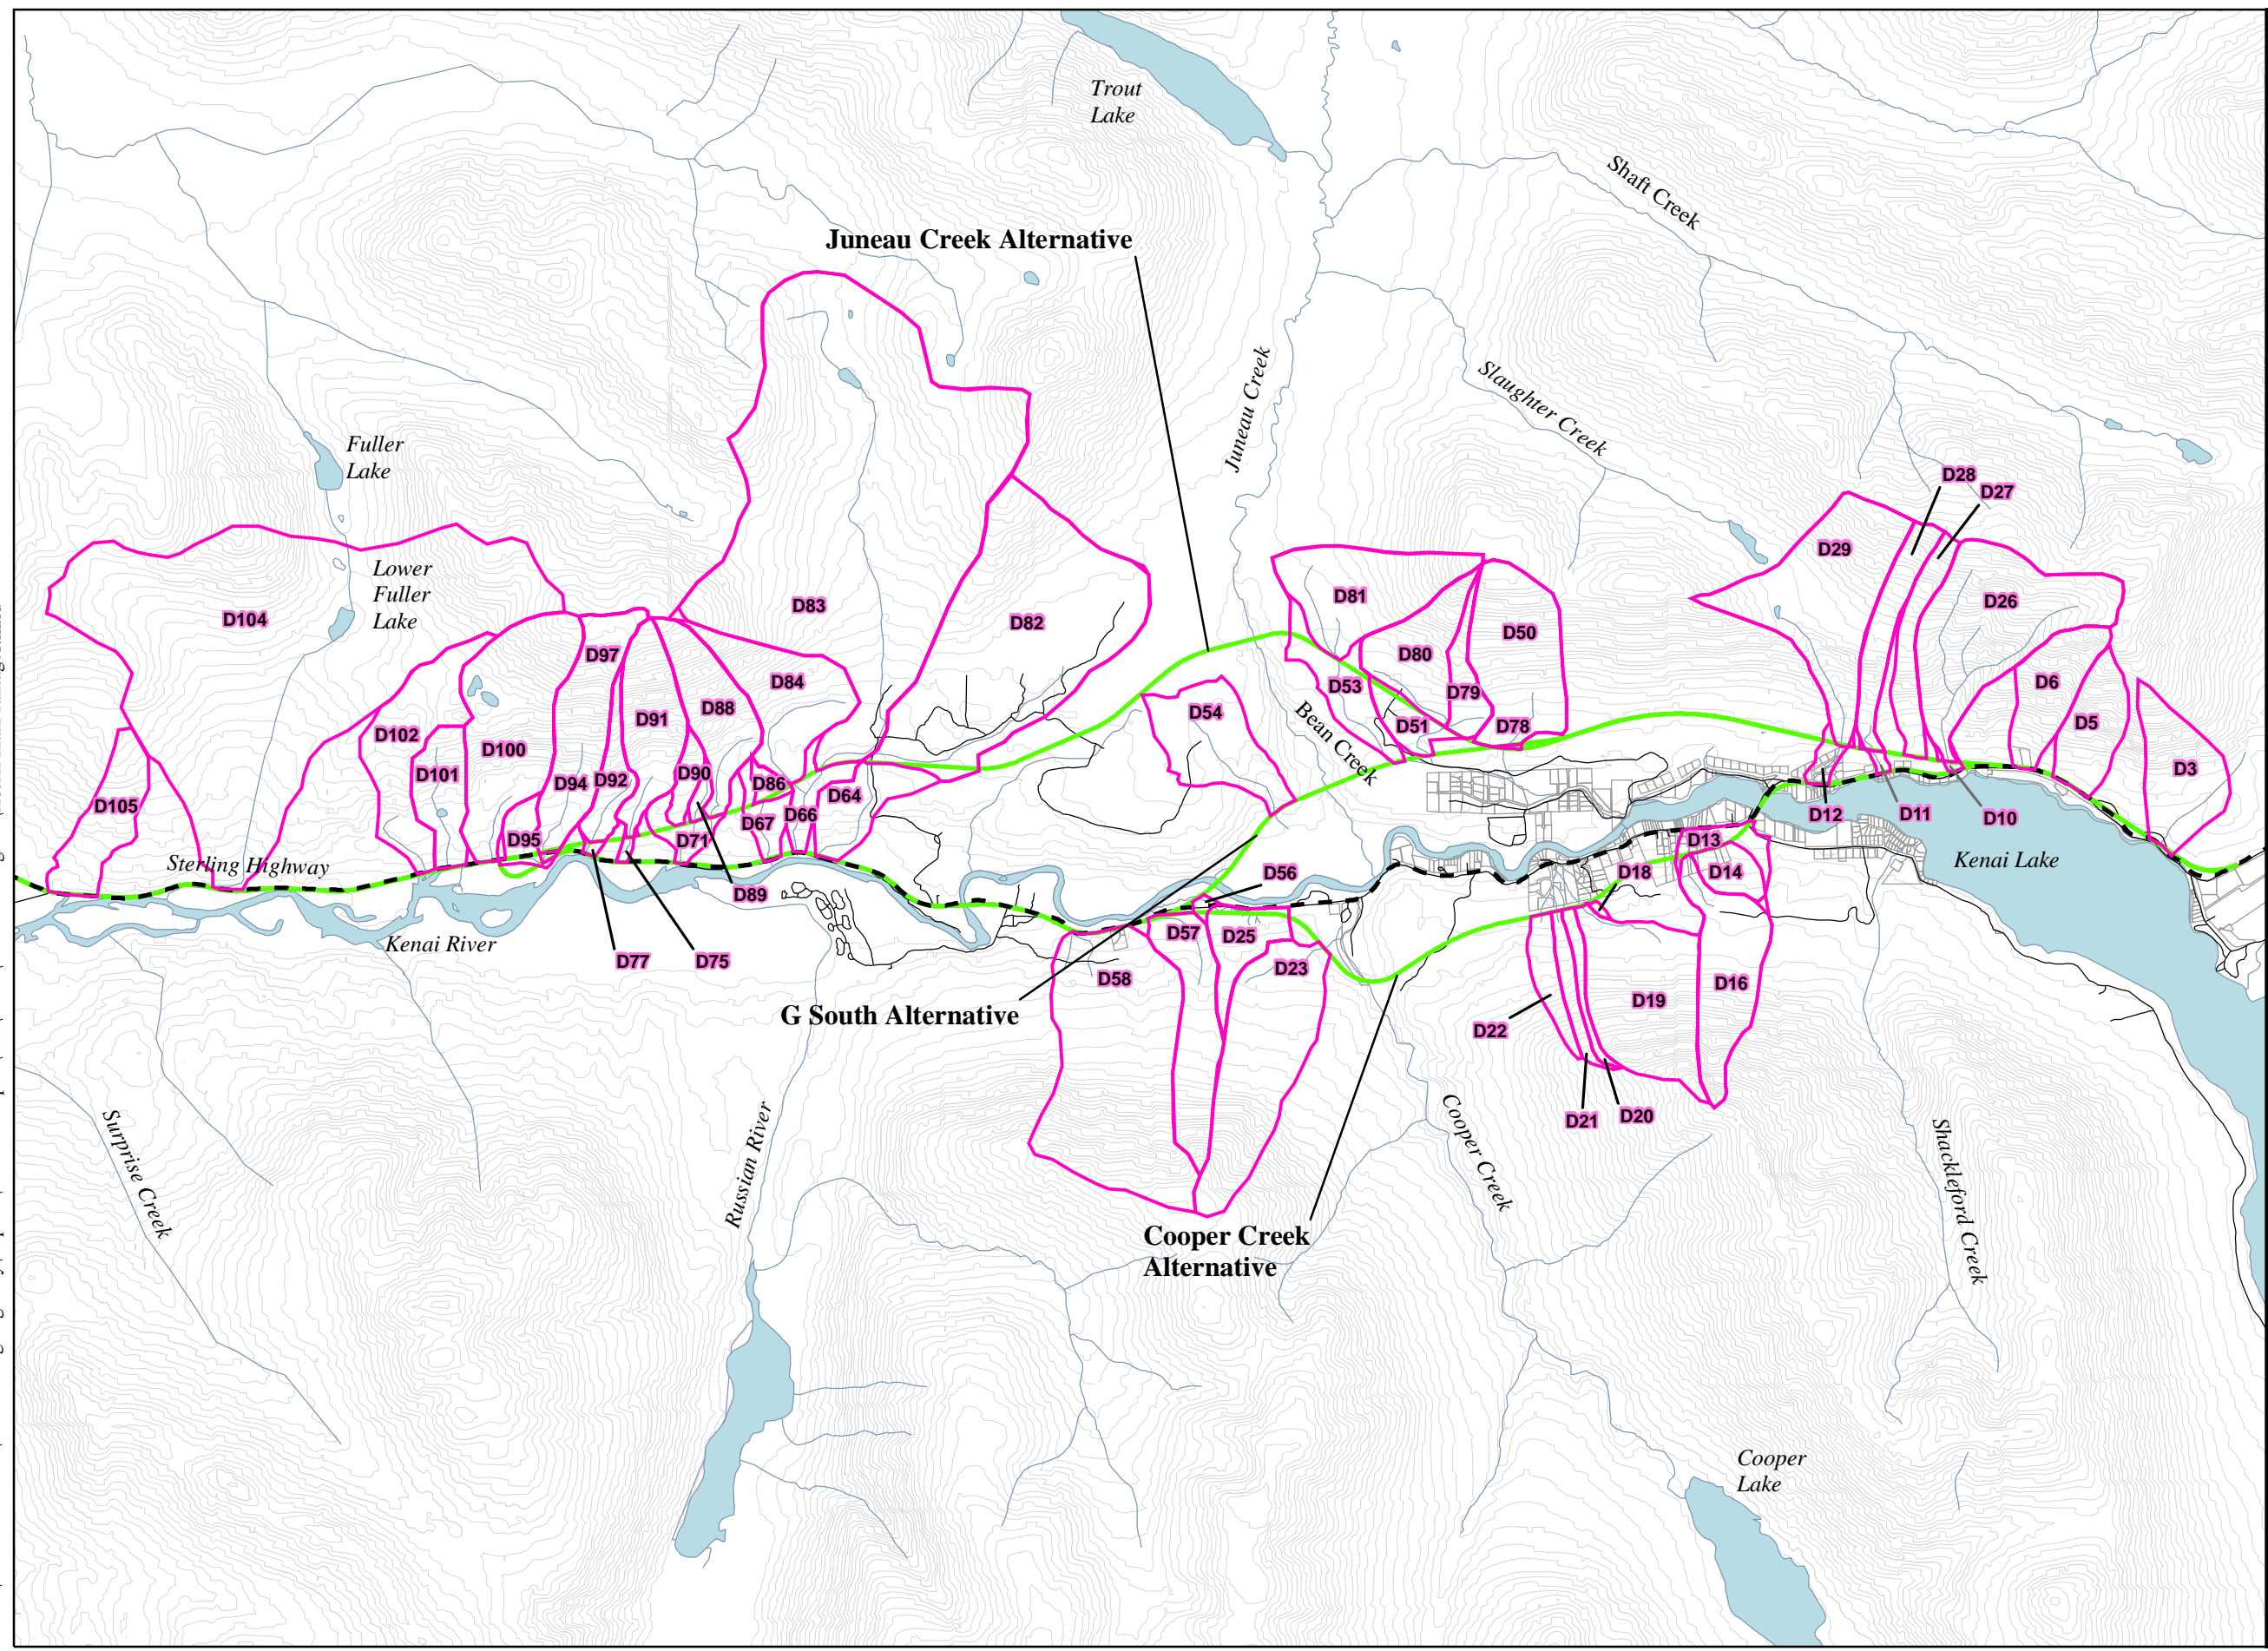 Trout
Lake
Shaft Creek
Juneau Creek Alternative
Juneau Creek
Slaughter Creek
Fuller
Lake
D28
D27
D29
Lower
Fuller
Lake
D104
D83
D82
D81
D26
D50
D97
D80
D84
D53
D79
D6
D88
D91
D54
D5
D102
D51
D78
Bean Creek
D100
D101
D90
D3
D94
D92
D86
D64
D105
D66
D67
D12
D11
D10
D95
D71
D13
Sterling Highway
Kenai Lake
D56
D18
D14
D89
D57
D25
Kenai River
D77
D75
D23
D58
D16
D19
G South Alternative
D22
D21
D20
Surprise Creek
Russian River
Cooper Creek
Shackleford Creek
Cooper Creek
Alternative
Cooper
Lake